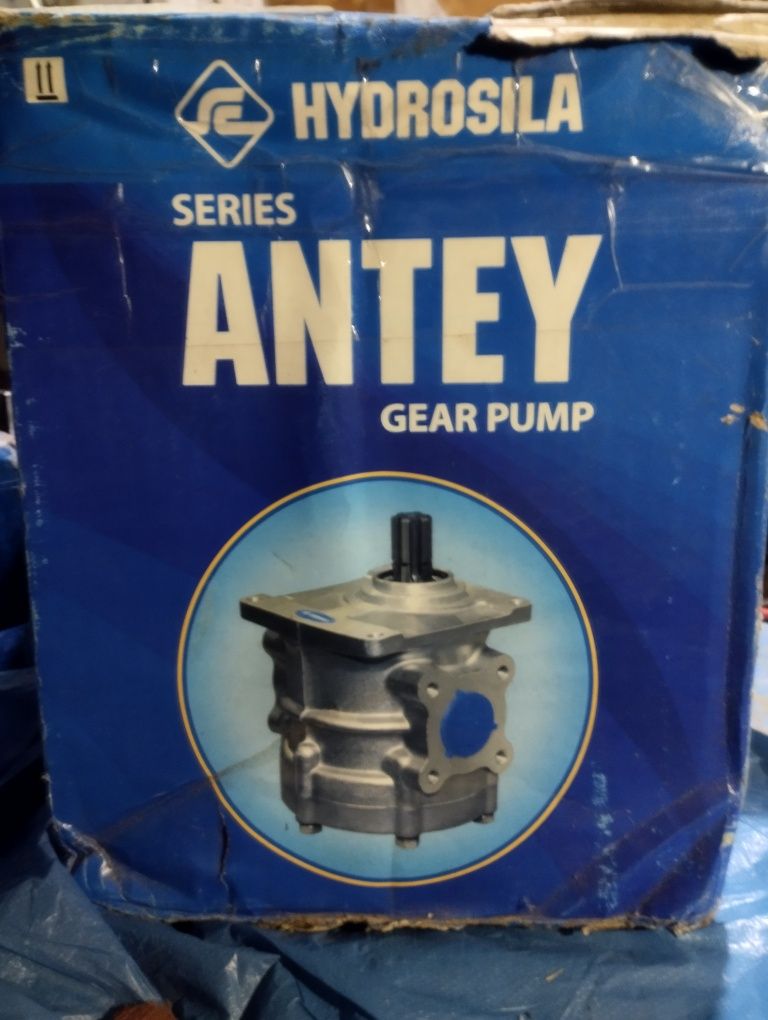 HYDROSILA
SERIES
ANTEY
GEAR PUMP